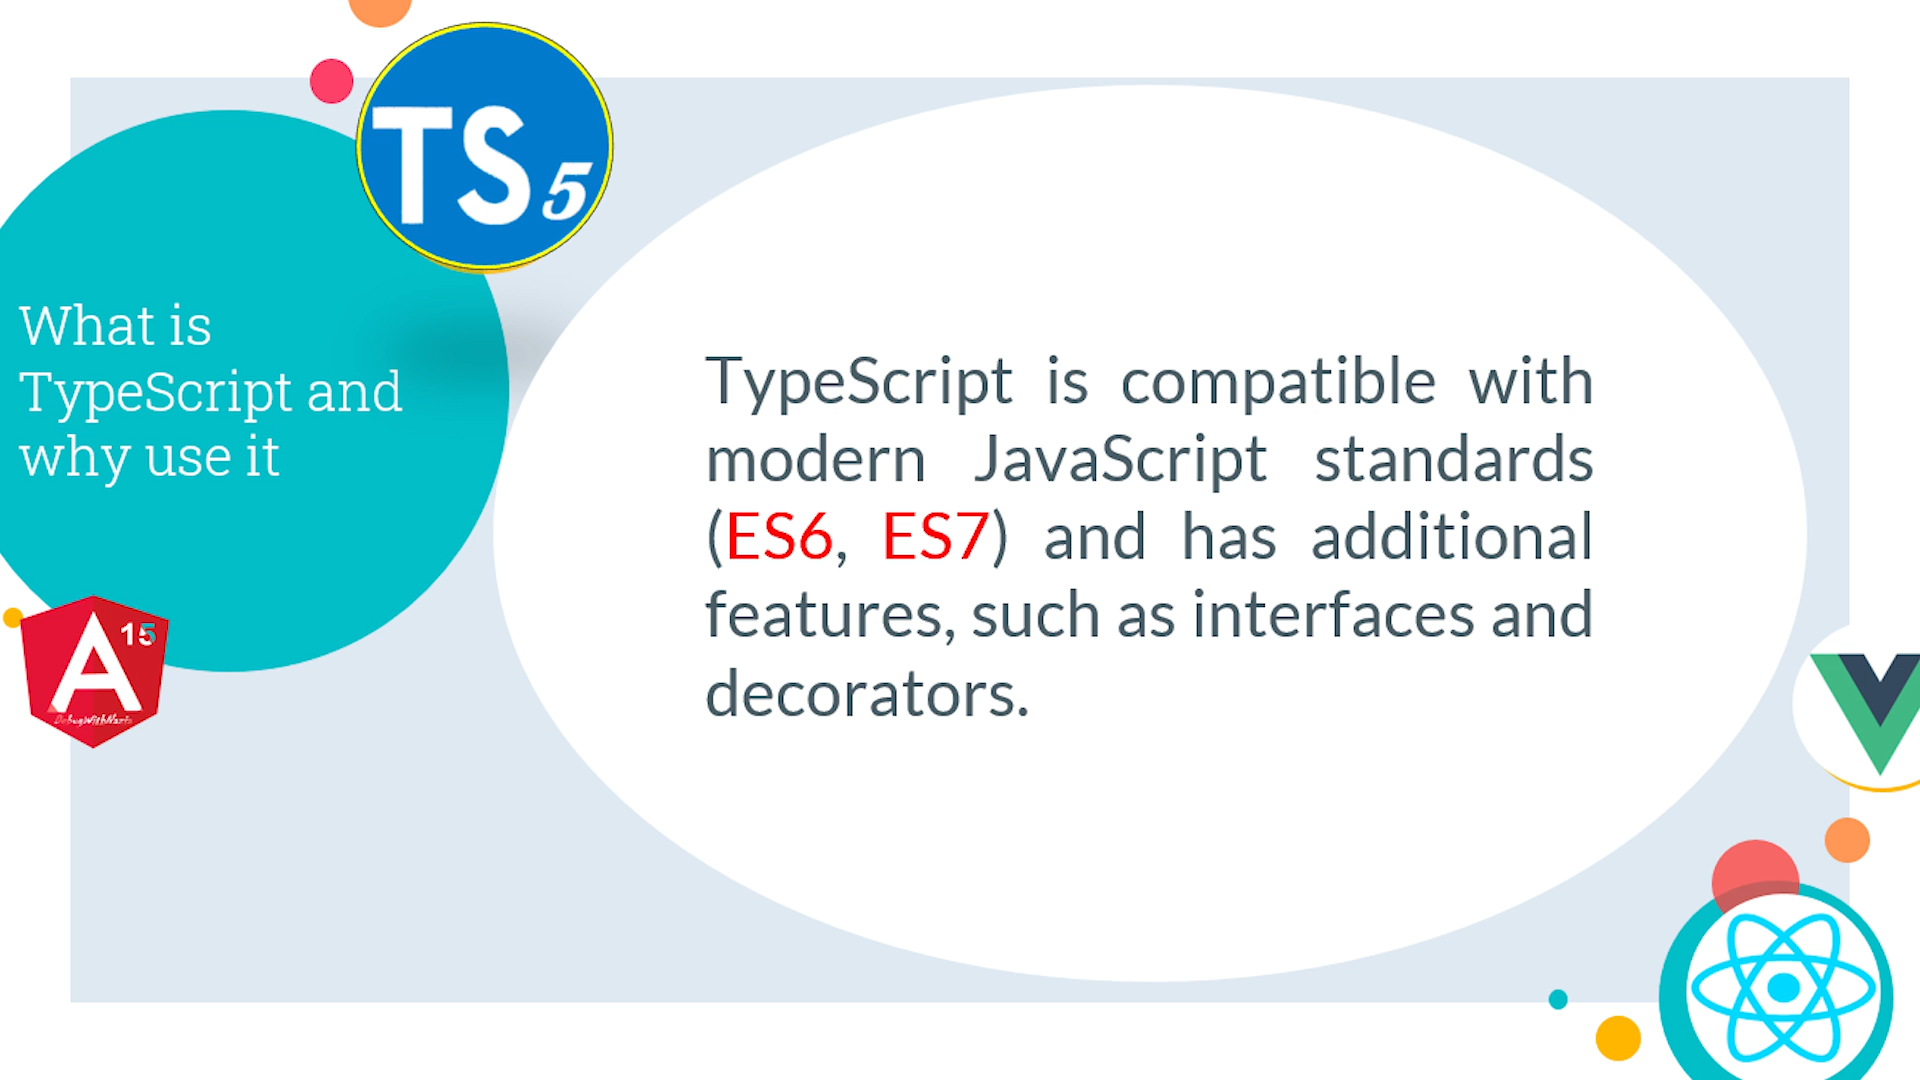 TS5
What is
TypeScript and
why use it
TypeScript is compatible with
modern JavaScript standards
(ES6, ES7) and has additional
features, such as interfaces and
decorators.
A 15